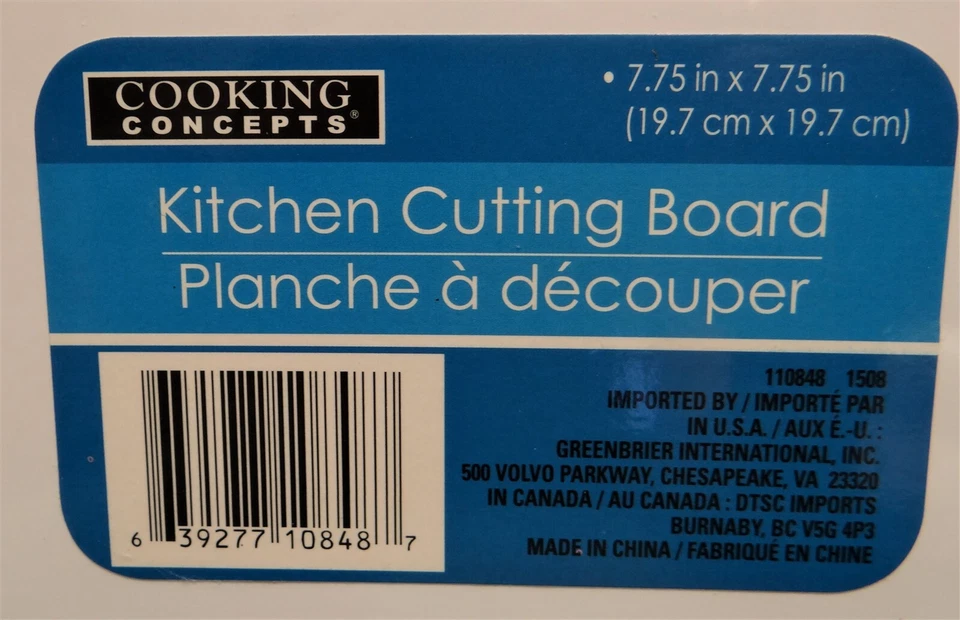 COOKING
CONCEPTS®
• 7.75 in x 7.75 in
(19.7 cm x 19.7 cm)
Kitchen Cutting Board
Planche à découper
110848 1508
IMPORTED BY / IMPORTÉ PAR
IN U.S.A. / AUX É.-U. :
GREENBRIER INTERNATIONAL, INC.
500 VOLVO PARKWAY, CHESAPEAKE, VA 23320
IN CANADA / AU CANADA : DTSC IMPORTS
BURNABY, BC V5G 4P3
MADE IN CHINA / FABRIQUÉ EN CHINE
6 39277 10848 7